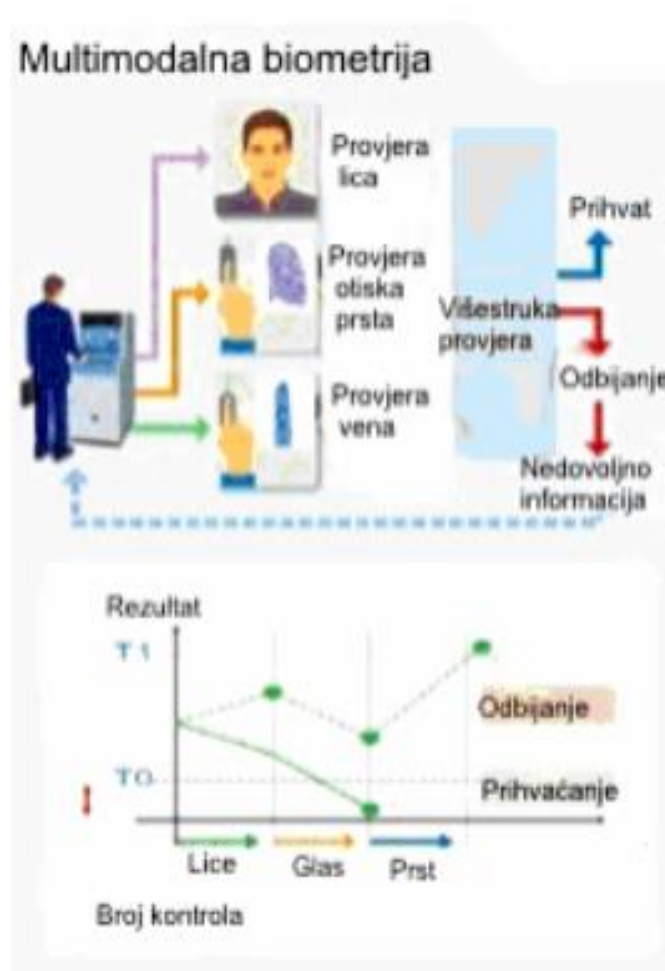 Multimodalna biometrija
Provjera
lica
Prihvat
Provjera
otiska
prsta
Višestruka
provjera
Odbijanje
Provjera
vena
Nedovoljno
informacija
Rezultat
T1
Odbijanje
T0
Prihvaćanje
Lice
Glas
Prst
Broj kontrola